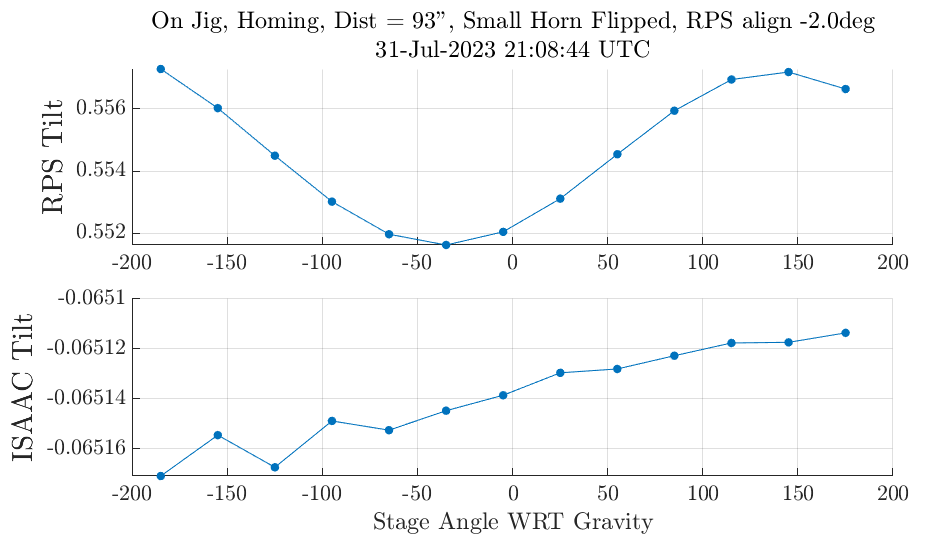 On Jig, Homing, Dist = 93”, Small Horn Flipped, RPS align -2.0deg
31-Jul-2023 21:08:44 UTC
RPS Tilt
0.556
0.554
0.552
-200 -150 -100 -50 0 50 100 150 200
ISAAC Tilt
-0.0651
-0.06512
-0.06514
-0.06516
-200 -150 -100 -50 0 50 100 150 200
Stage Angle WRT Gravity